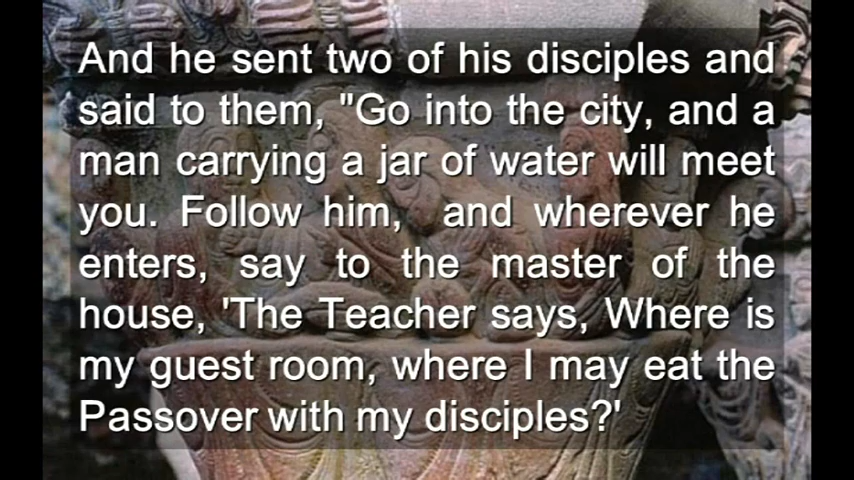 And he sent two of his disciples and
said to them, "Go into the city, and a
man carrying a jar of water will meet
you. Follow him, and wherever he
enters, say to the master of the
house, 'The Teacher says, Where is
my guest room, where I may eat the
Passover with my disciples?'